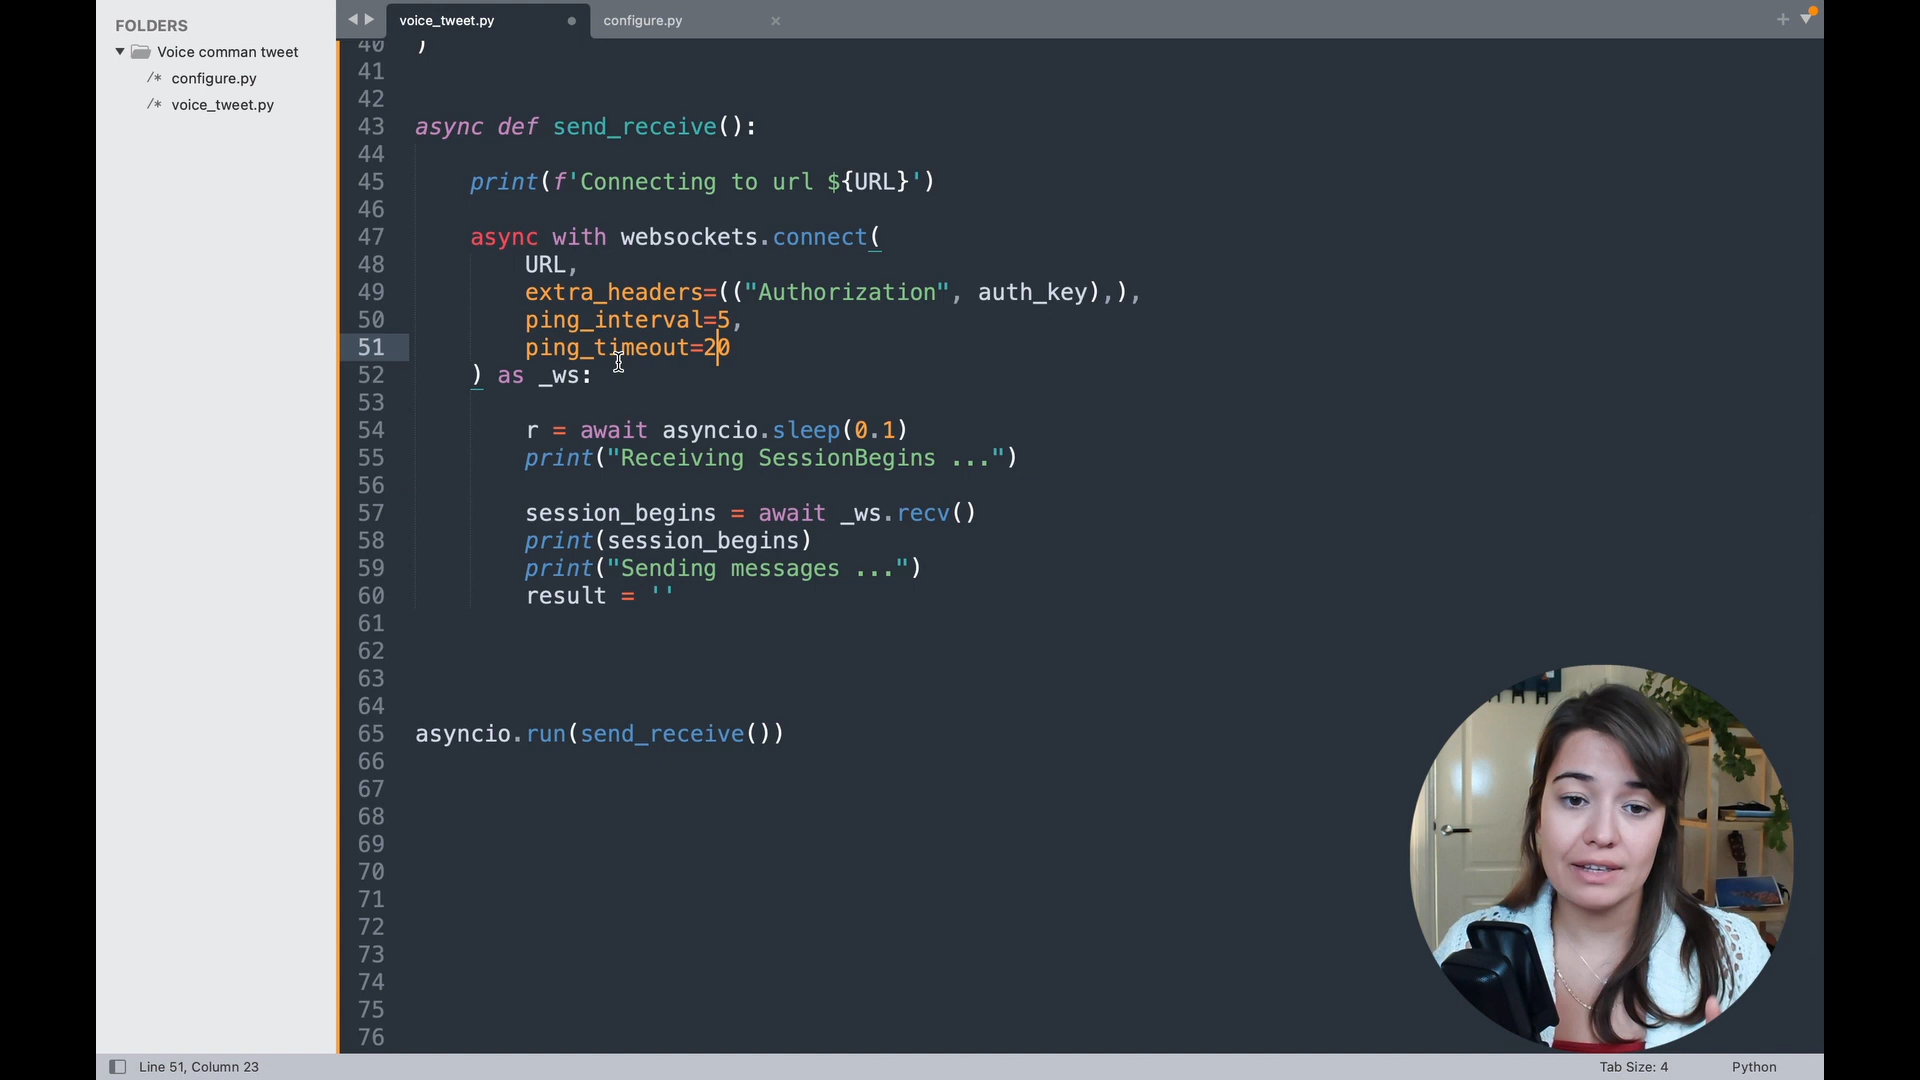 FOLDERS
Voice comman tweet
/* configure.py
/* voice_tweet.py
voice_tweet.py
configure.py
40 )
41
42
43 async def send_receive():
44
45 print(f'Connecting to url ${URL}')
46
47 async with websockets.connect(
48 URL,
49 extra_headers=(("Authorization", auth_key),),
50 ping_interval=5,
51 ping_timeout=20
52 ) as _ws:
53
54 r = await asyncio.sleep(0.1)
55 print("Receiving SessionBegins ...")
56
57 session_begins = await _ws.recv()
58 print(session_begins)
59 print("Sending messages ...")
60 result = ''
61
62
63
64
65 asyncio.run(send_receive())
66
67
68
69
70
71
72
73
74
75
76
Line 51, Column 23
Tab Size: 4
Python